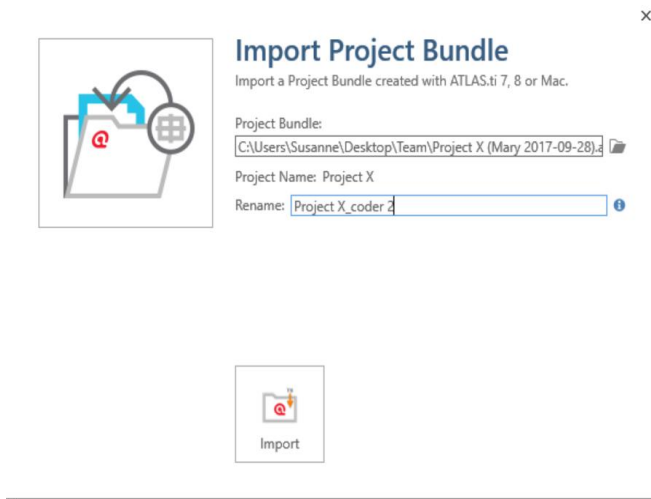 Import Project Bundle
Import a Project Bundle created with ATLAS.ti 7, 8 or Mac.
Project Bundle:
C:\Users\Susanne\Desktop\Team\Project X (Mary 2017-09-28).a
Project Name: Project X
Rename: Project X_coder 2
Import